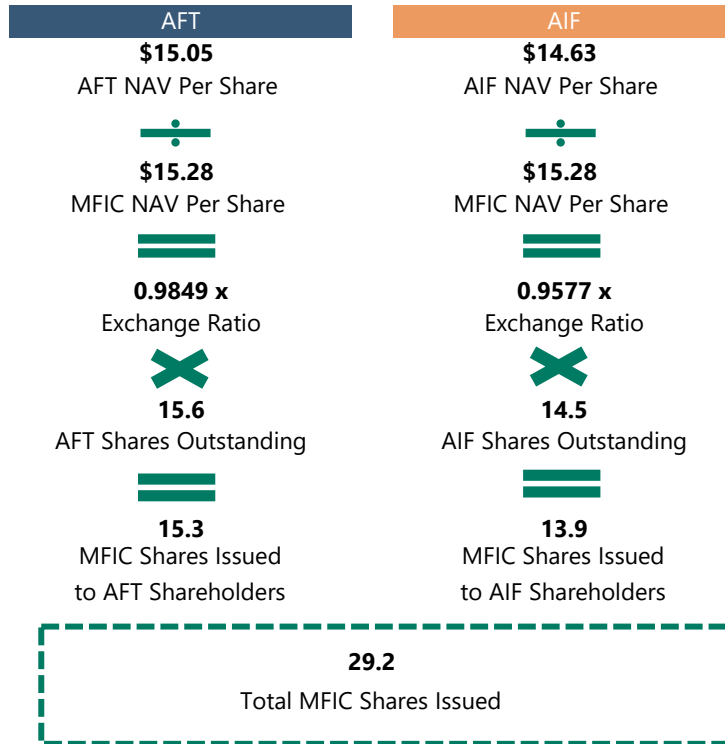 AFT
$15.05
AFT NAV Per Share
$15.28
MFIC NAV Per Share
0.9849 x
Exchange Ratio
15.6
AFT Shares Outstanding
15.3
MFIC Shares Issued
to AFT Shareholders
AIF
$14.63
AIF NAV Per Share
$15.28
MFIC NAV Per Share
0.9577 x
Exchange Ratio
14.5
AIF Shares Outstanding
13.9
MFIC Shares Issued
to AIF Shareholders
29.2
Total MFIC Shares Issued